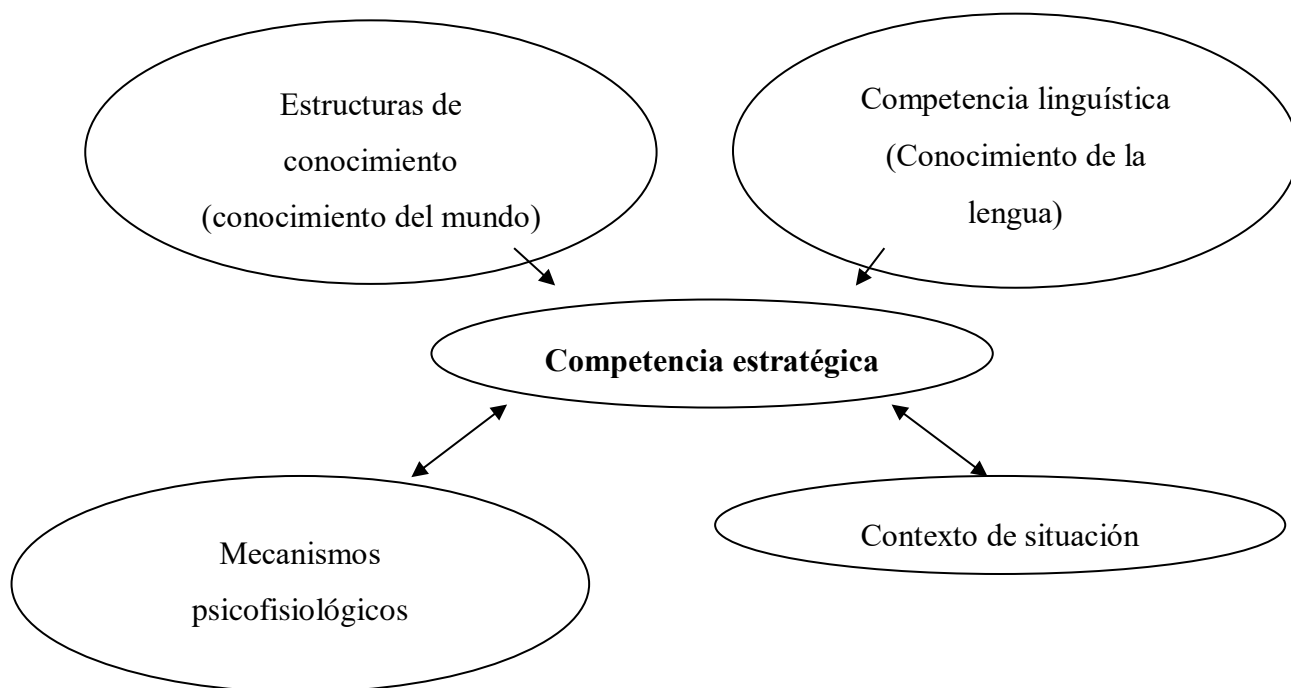 Estructuras de
conocimiento
(conocimiento del mundo)
Competencia linguística
(Conocimiento de la
lengua)
Competencia estratégica
Mecanismos
psicofisiológicos
Contexto de situación